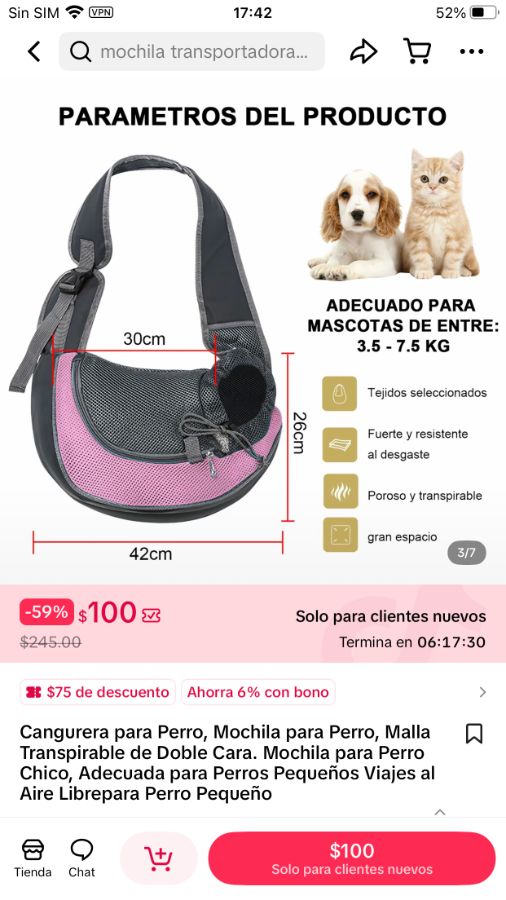 Sin SIM VPN 17:42 52%
mochila transportadora...
PARAMETROS DEL PRODUCTO
ADECUADO PARA
MASCOTAS DE ENTRE:
3.5 - 7.5 KG
30cm
26cm
42cm
Tejidos seleccionados
Fuerte y resistente
al desgaste
Poroso y transpirable
gran espacio
3/7
-59% $100 Solo para clientes nuevos
$245.00 Termina en 06:17:30
$75 de descuento Ahorra 6% con bono
Cangurera para Perro, Mochila para Perro, Malla
Transpirable de Doble Cara. Mochila para Perro
Chico, Adecuada para Perros Pequeños Viajes al
Aire Librepara Perro Pequeño
Tienda Chat
$100
Solo para clientes nuevos